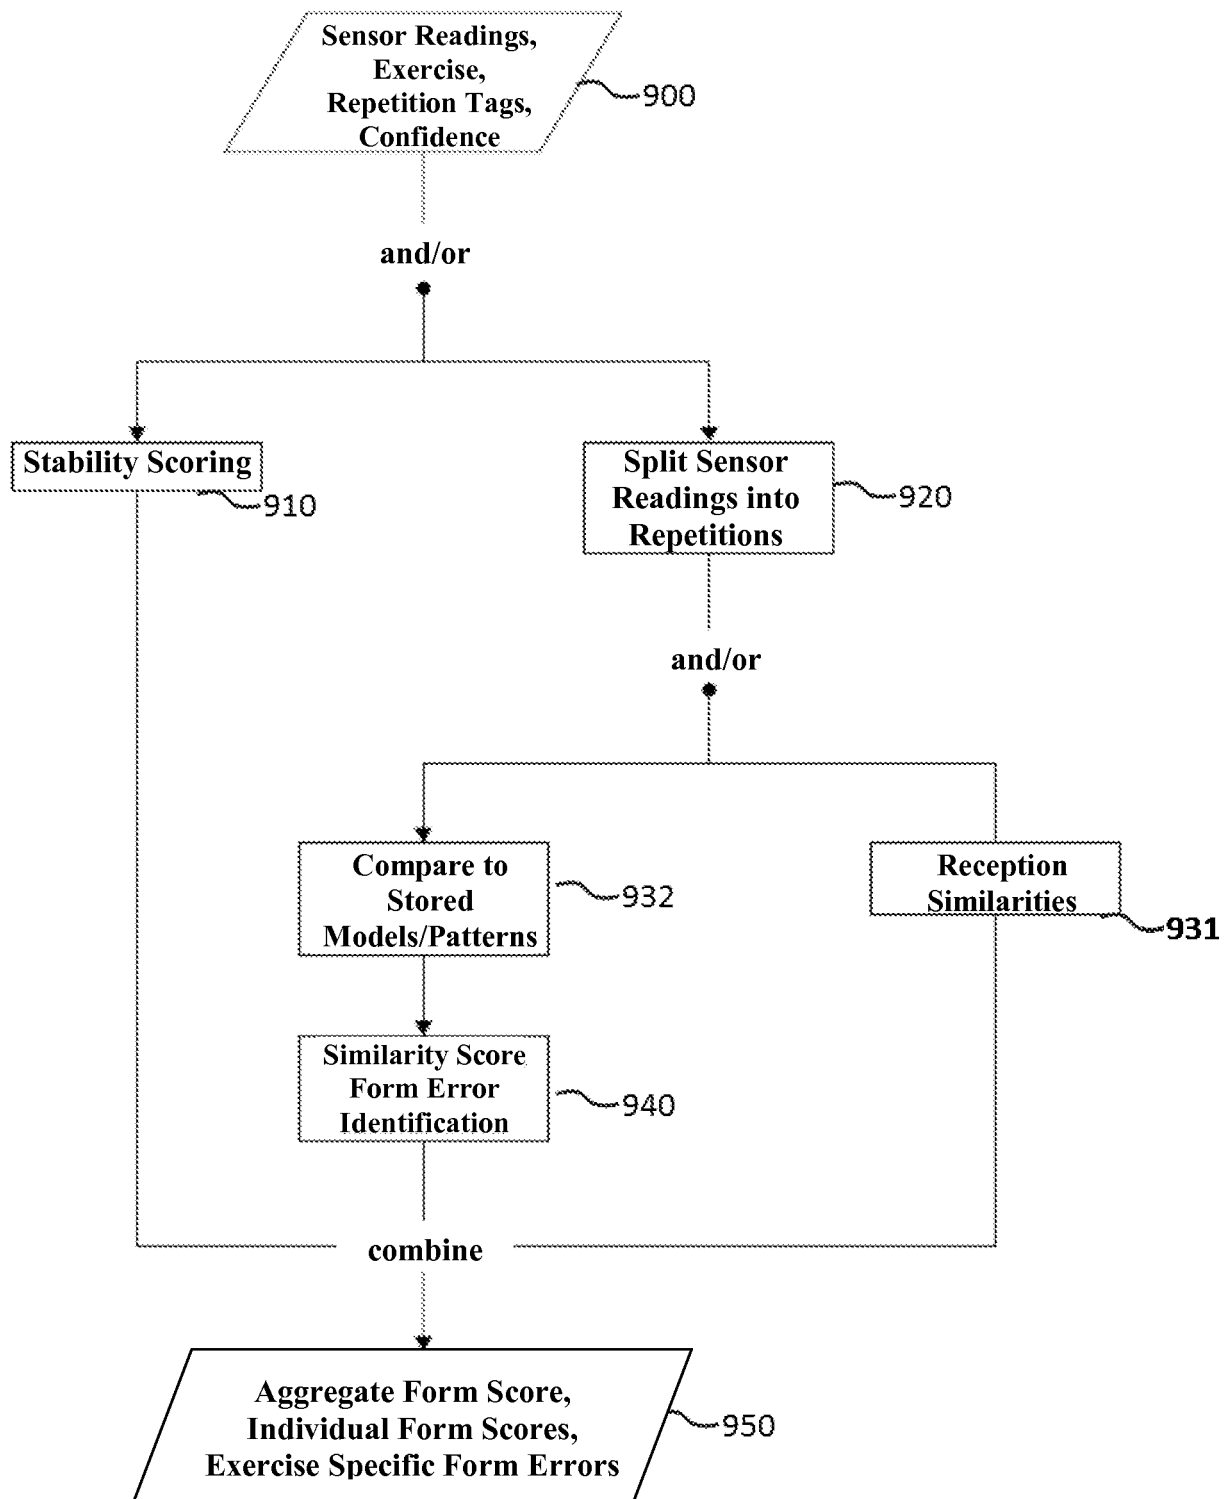 Sensor Readings,
Exercise,
Repetition Tags,
Confidence
900
and/or
Stability Scoring
910
Split Sensor
Readings into
Repetitions
920
and/or
Compare to
Stored
Models/Patterns
932
Reception
Similarities
931
Similarity Score
Form Error
Identification
940
combine
Aggregate Form Score,
Individual Form Scores,
Exercise Specific Form Errors
950